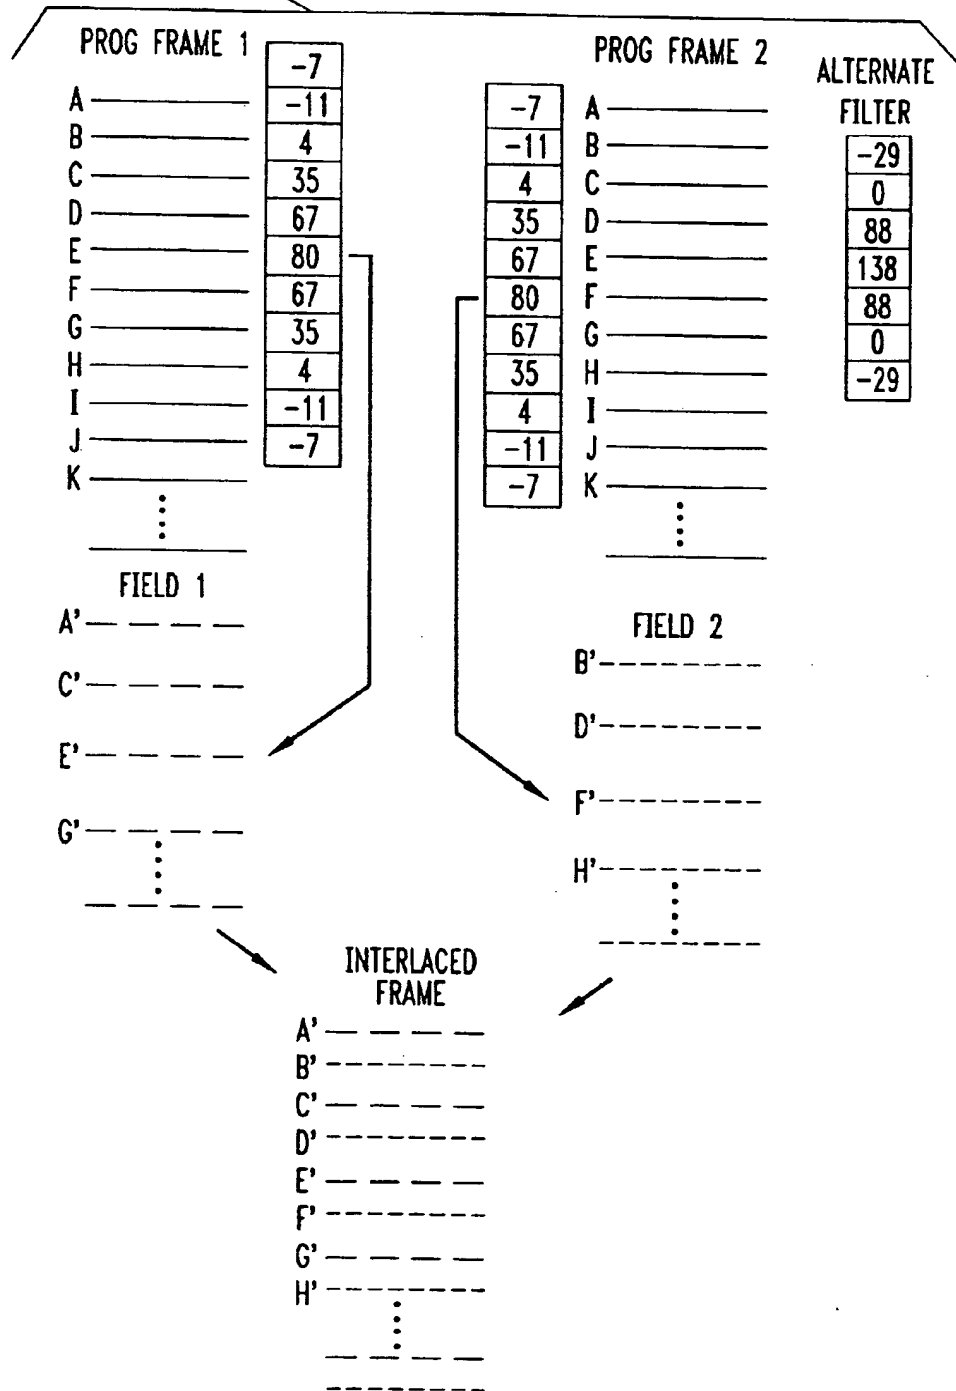 PROG FRAME 1
-7
A -11
B 4
C 35
D 67
E 80
F 67
G 35
H 4
I -11
J -7
K
PROG FRAME 2
-7 A
-11 B
4 C
35 D
67 E
80 F
67 G
35 H
4 I
-11 J
-7 K
ALTERNATE
FILTER
-29
0
88
138
88
0
-29
FIELD 1
A'
C'
E'
G'
FIELD 2
B'
D'
F'
H'
INTERLACED
FRAME
A'
B'
C'
D'
E'
F'
G'
H'